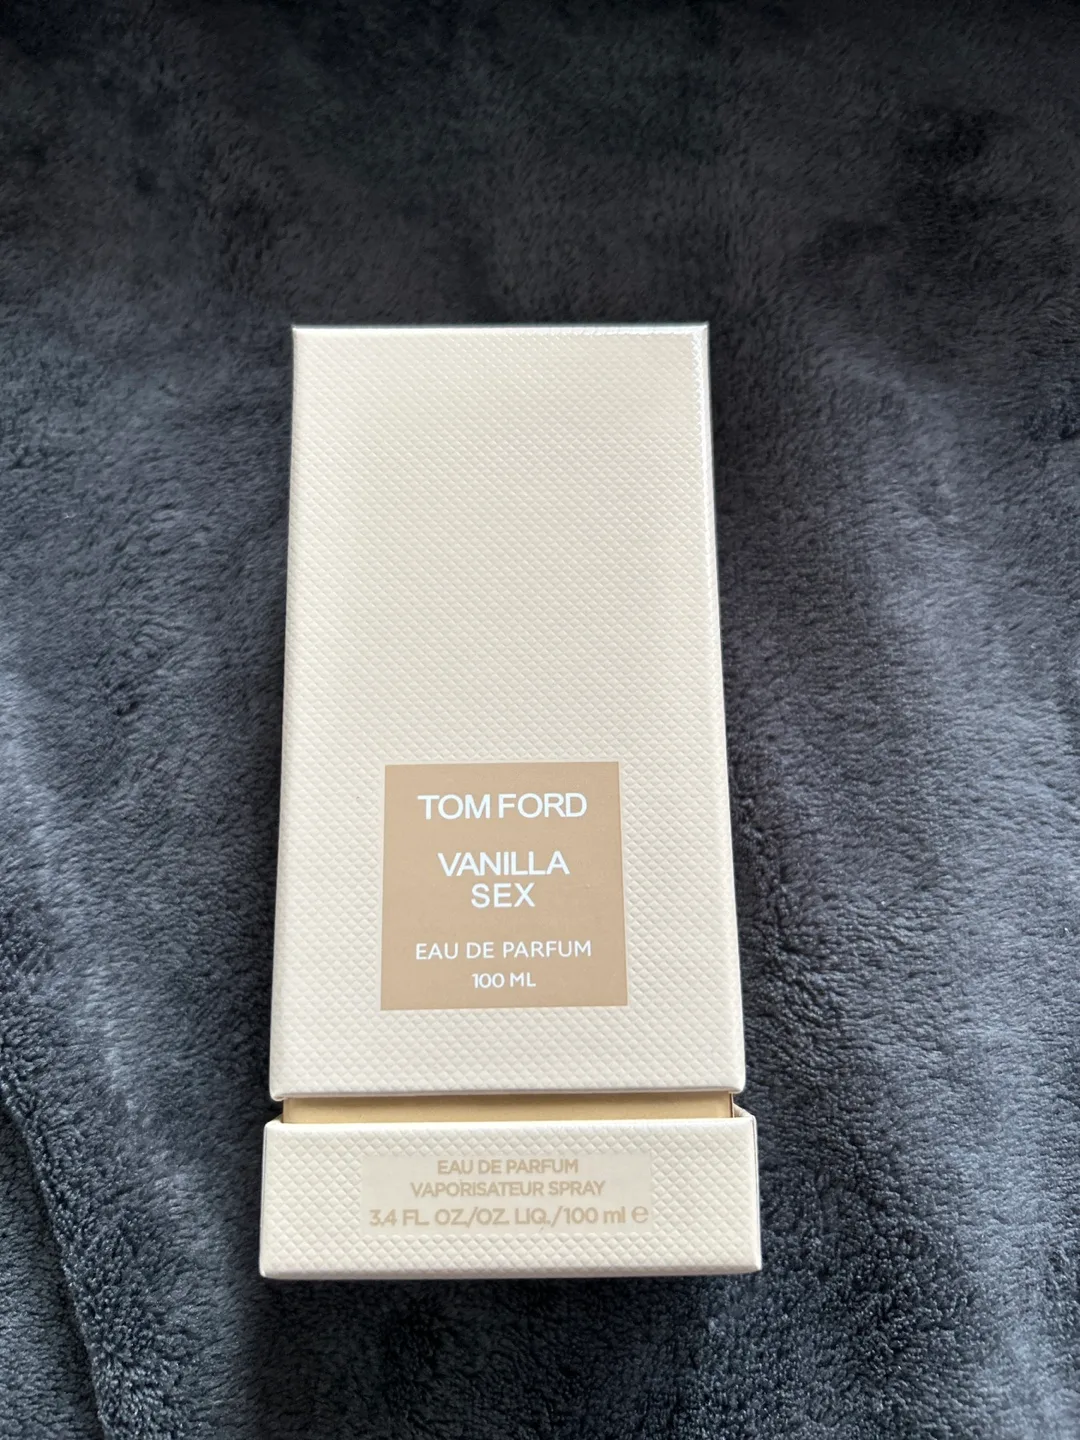 TOM FORD
VANILLA
SEX
EAU DE PARFUM
100 ML
EAU DE PARFUM
VAPORISATEUR SPRAY
3.4 FL. OZ./OZ. LIQ./100 ml ℮